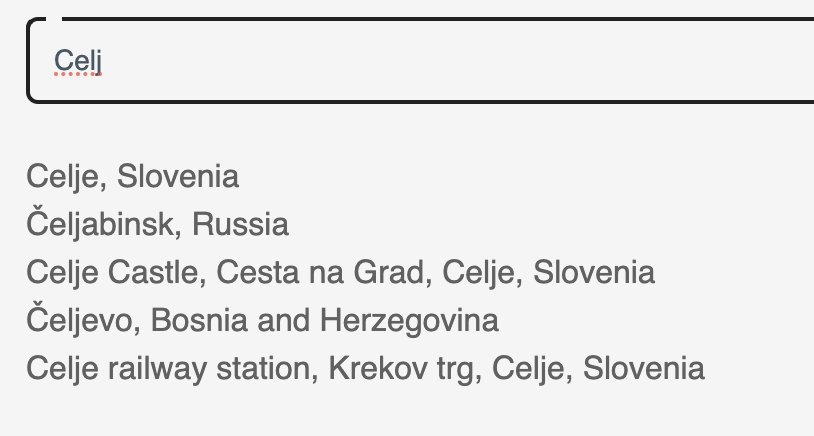 Celj
Celje, Slovenia
Čeljabinsk, Russia
Celje Castle, Cesta na Grad, Celje, Slovenia
Čeljevo, Bosnia and Herzegovina
Celje railway station, Krekov trg, Celje, Slovenia